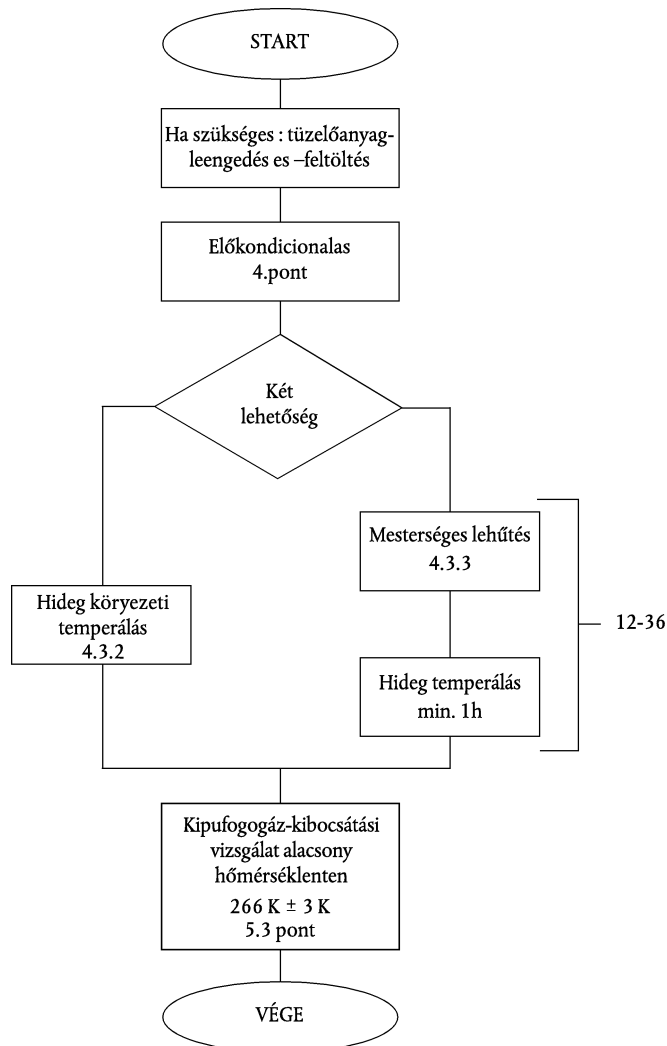 START
Ha szükséges : tüzelőanyag-
leengedés es –feltöltés
Előkondicionalas
4.pont
Két
lehetőség
Mesterséges lehűtés
4.3.3
Hideg köryezeti
temperálás
4.3.2
12-36
Hideg temperálás
min. 1h
Kipufogogáz-kibocsátási
vizsgálat alacsony
hőmérséklenten
266 K ± 3 K
5.3 pont
VÉGE